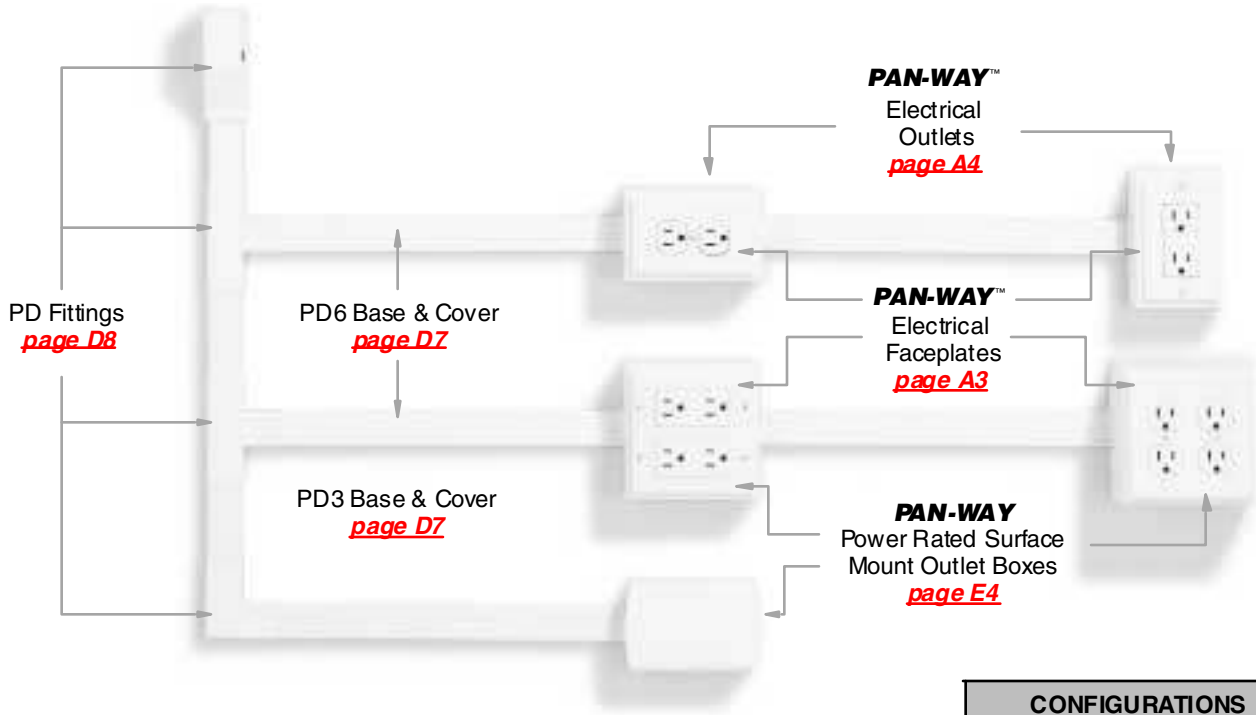 PAN-WAY™
Electrical
Outlets
page A4
PD Fittings
page D8
PD6 Base & Cover
page D7
PAN-WAY™
Electrical
Faceplates
page A3
PD3 Base & Cover
page D7
PAN-WAY
Power Rated Surface
Mount Outlet Boxes
page E4
CONFIGURATIONS